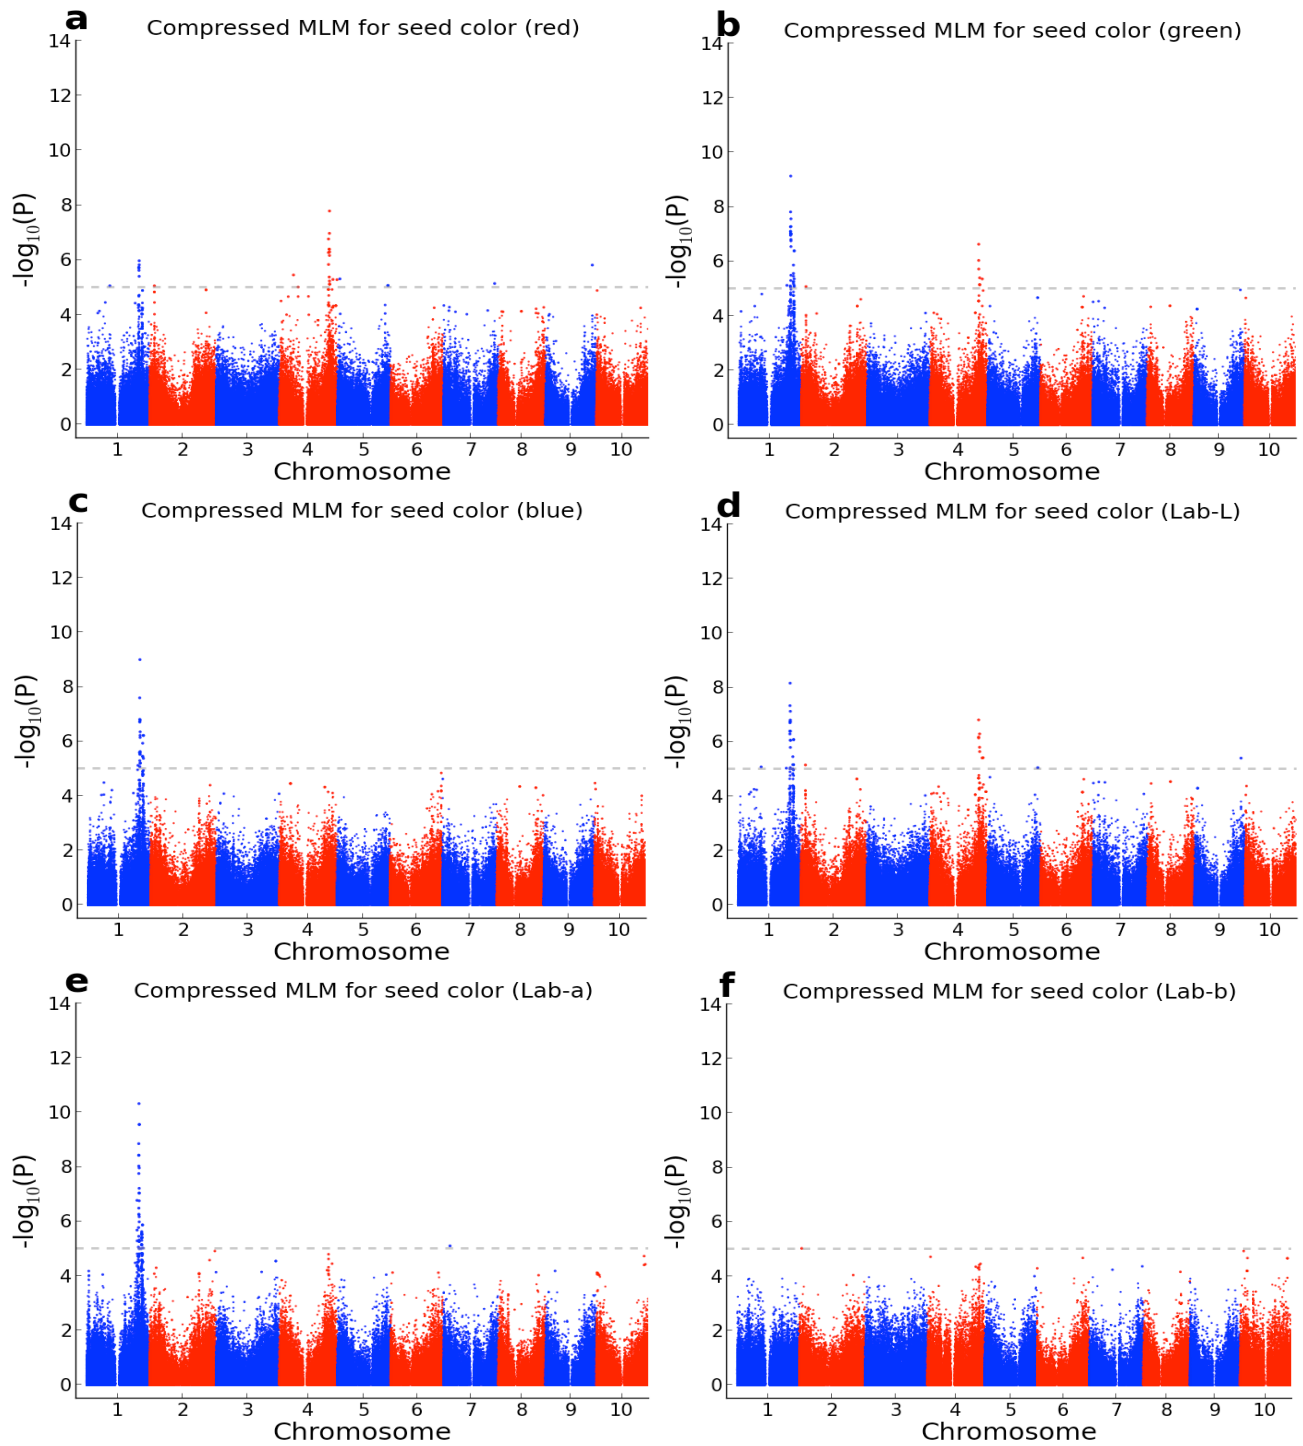 a
Compressed MLM for seed color (red)
14
12
10
8
6
4
2
0
-log10(P)
1 2 3 4 5 6 7 8 9 10
Chromosome
b
Compressed MLM for seed color (green)
14
12
10
8
6
4
2
0
-log10(P)
1 2 3 4 5 6 7 8 9 10
Chromosome
c
Compressed MLM for seed color (blue)
14
12
10
8
6
4
2
0
-log10(P)
1 2 3 4 5 6 7 8 9 10
Chromosome
d
Compressed MLM for seed color (Lab-L)
14
12
10
8
6
4
2
0
-log10(P)
1 2 3 4 5 6 7 8 9 10
Chromosome
e
Compressed MLM for seed color (Lab-a)
14
12
10
8
6
4
2
0
-log10(P)
1 2 3 4 5 6 7 8 9 10
Chromosome
f
Compressed MLM for seed color (Lab-b)
14
12
10
8
6
4
2
0
-log10(P)
1 2 3 4 5 6 7 8 9 10
Chromosome